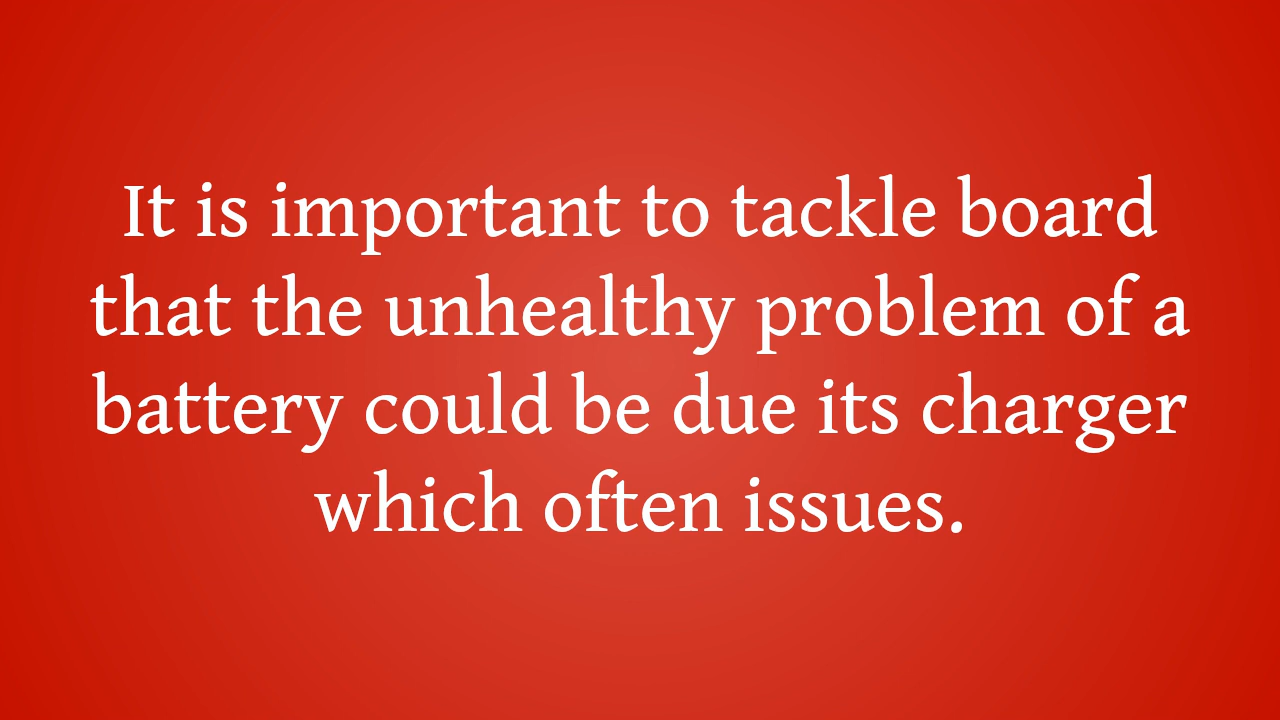 It is important to tackle board
that the unhealthy problem of a
battery could be due its charger
which often issues.